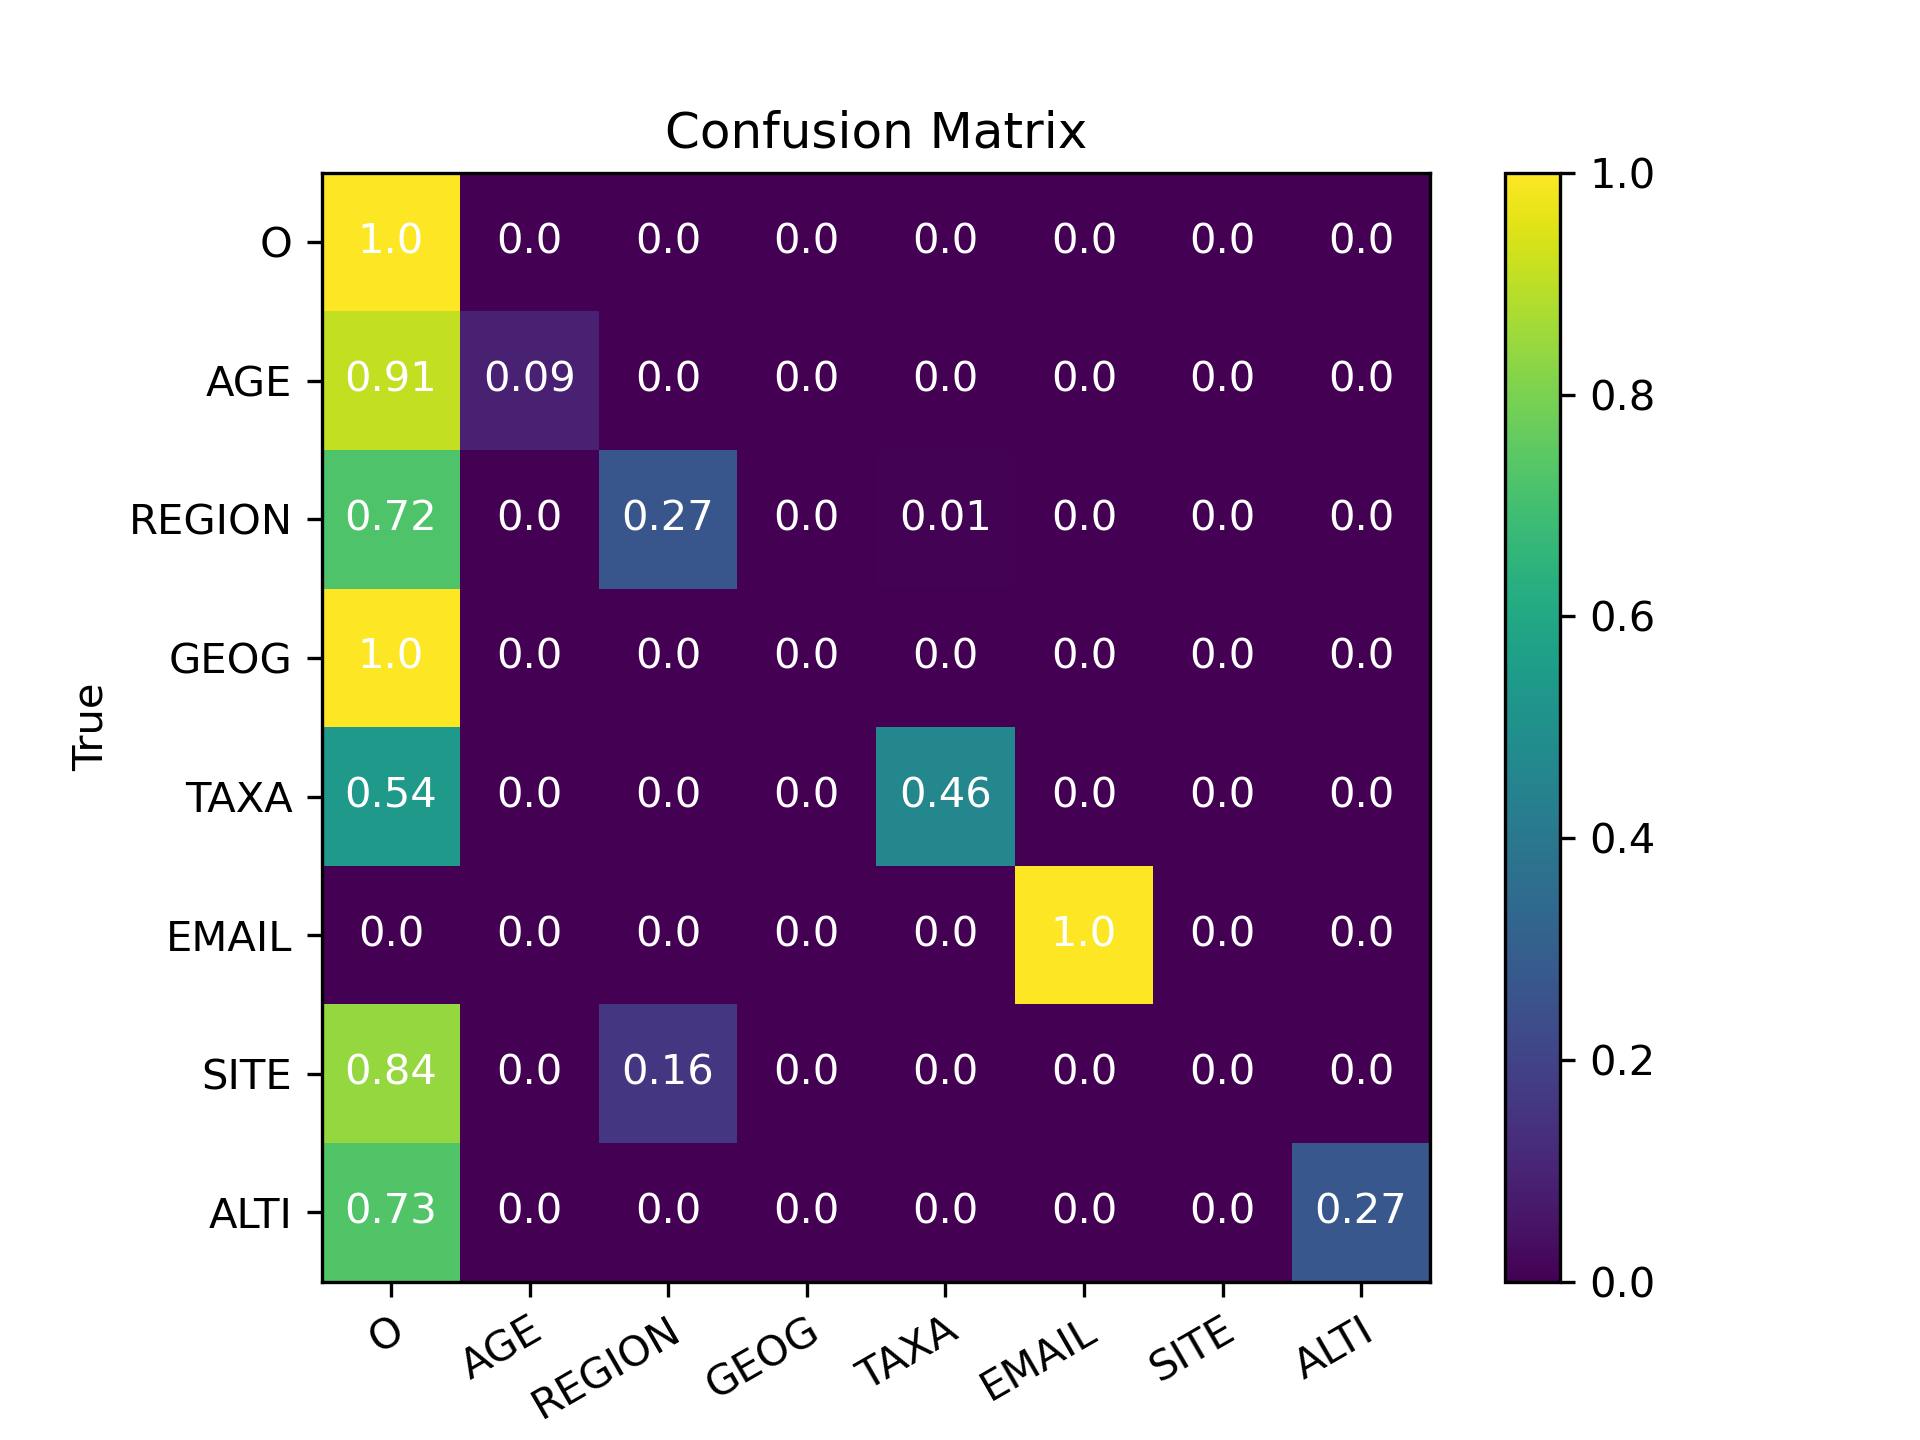 Confusion Matrix
O 1.0 0.0 0.0 0.0 0.0 0.0 0.0 0.0
AGE 0.91 0.09 0.0 0.0 0.0 0.0 0.0 0.0
REGION 0.72 0.0 0.27 0.0 0.01 0.0 0.0 0.0
GEOG 1.0 0.0 0.0 0.0 0.0 0.0 0.0 0.0
TAXA 0.54 0.0 0.0 0.0 0.46 0.0 0.0 0.0
EMAIL 0.0 0.0 0.0 0.0 0.0 1.0 0.0 0.0
SITE 0.84 0.0 0.16 0.0 0.0 0.0 0.0 0.0
ALTI 0.73 0.0 0.0 0.0 0.0 0.0 0.0 0.27
O AGE REGION GEOG TAXA EMAIL SITE ALTI
True
1.0
0.8
0.6
0.4
0.2
0.0